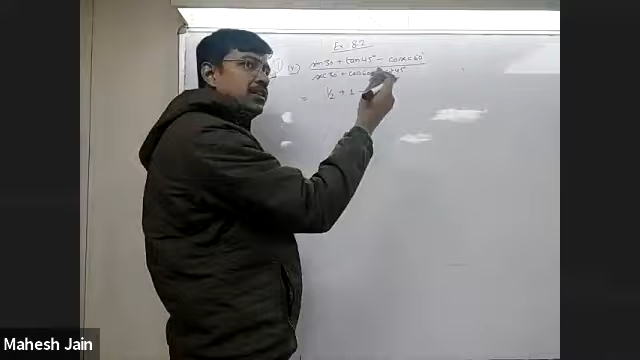 Ex 8.2
(iv) sin 30 + tan 45° - cosec 60°
sec 30° + cos 60° 45°
= 1/2 + 1 -
Mahesh Jain